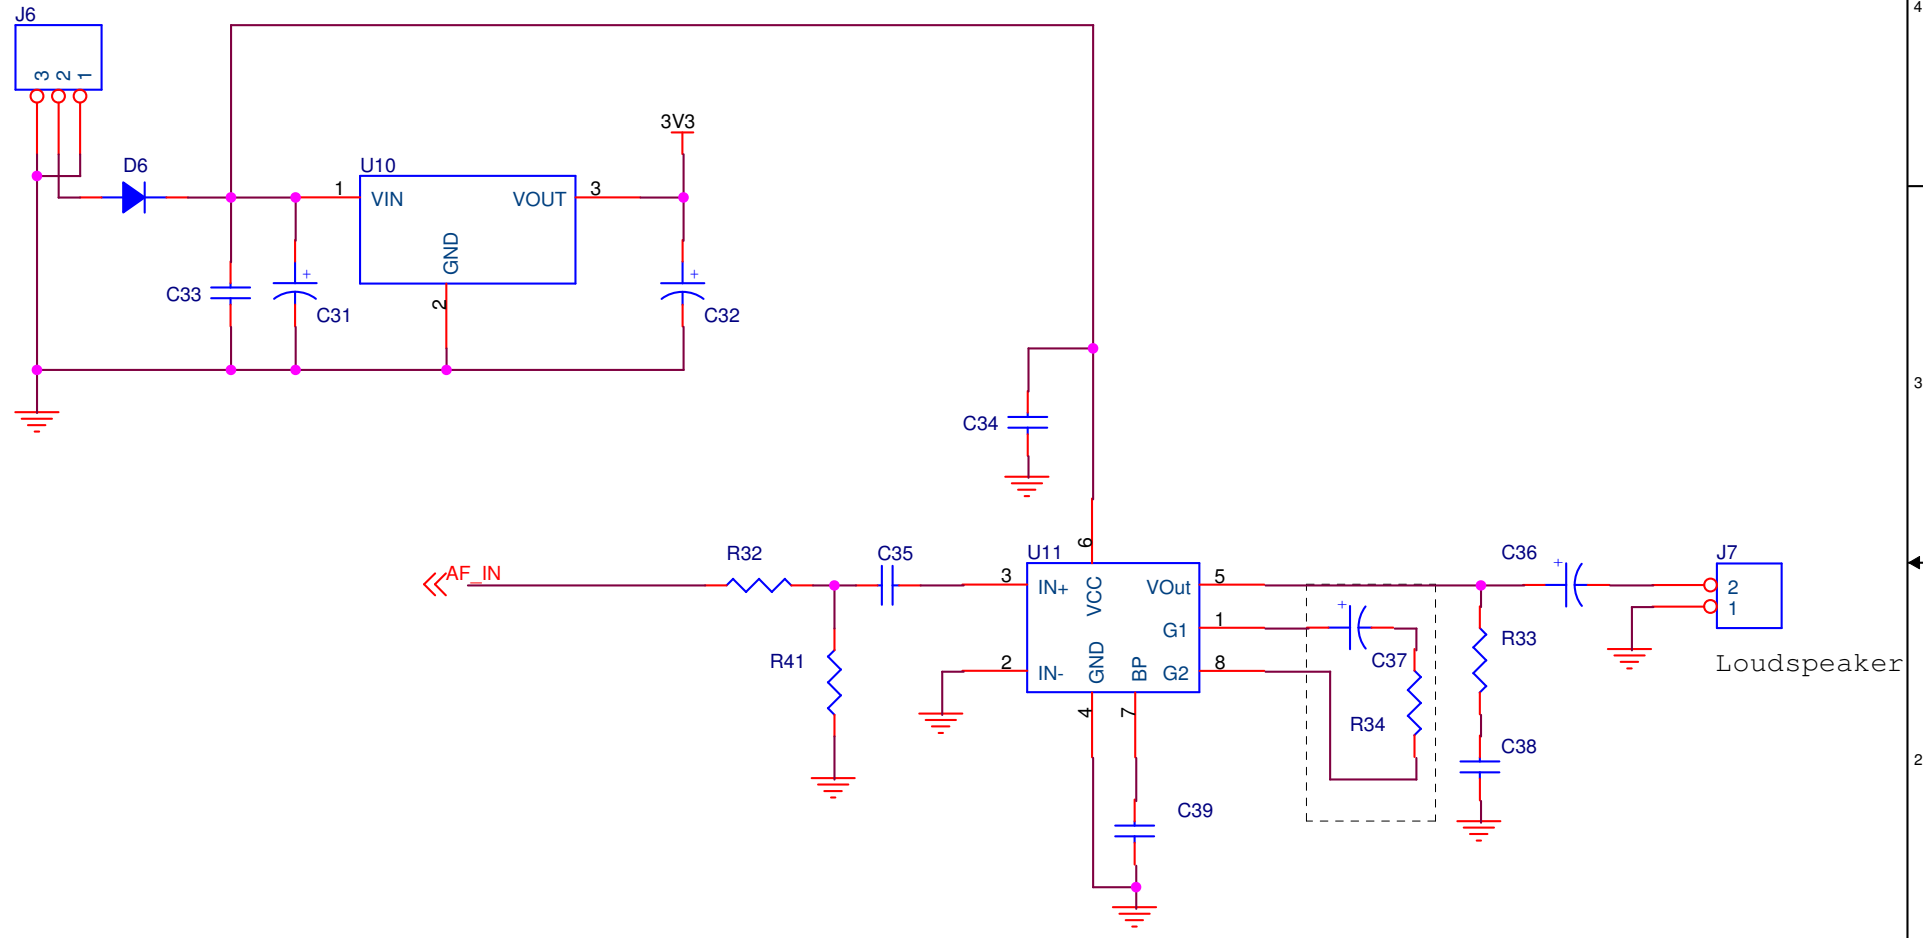 J6
3 2 1
4
3V3
D6
U10
1
VIN
VOUT
3
GND
2
C33
C31
C32
C34
3
AF_IN
R32
C35
U11
6
3
IN+
VCC
VOut
5
C36
J7
2
1
G1
1
R41
2
IN-
GND
BP
G2
8
C37
R33
Loudspeaker
4
7
R34
C38
2
C39
+
+
+
+